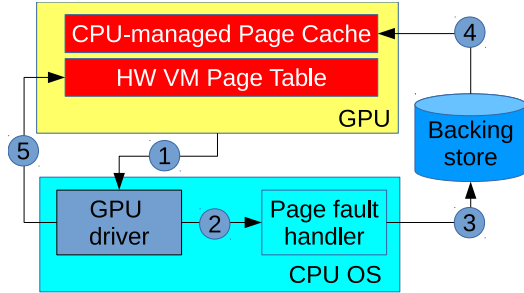 CPU-managed Page Cache
4
HW VM Page Table
GPU
5
1
Backing
store
GPU
driver
2
Page fault
handler
3
CPU OS